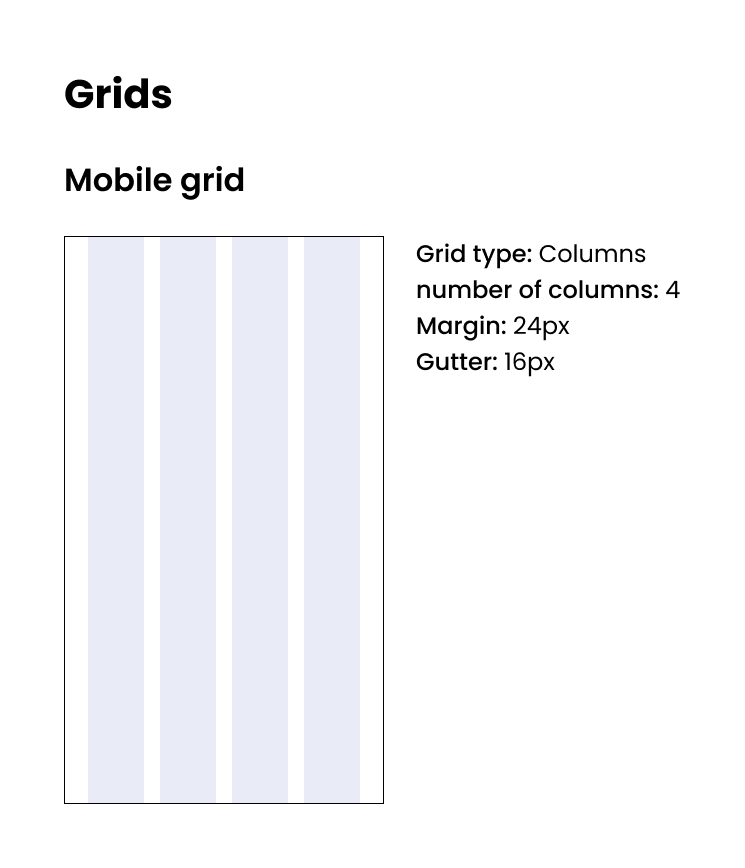 Grids
Mobile grid
Grid type: Columns
number of columns: 4
Margin: 24px
Gutter: 16px